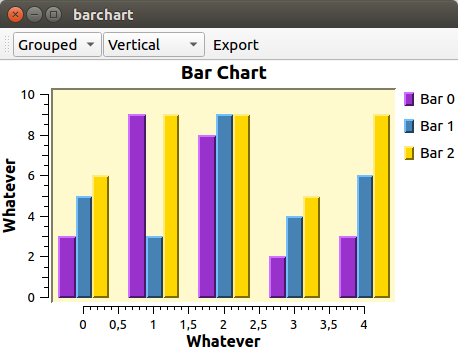 barchart
Grouped Vertical Export
Bar Chart
10
8
6
4
2
0
Whatever
Bar 0
Bar 1
Bar 2
0 0,5 1 1,5 2 2,5 3 3,5 4
Whatever